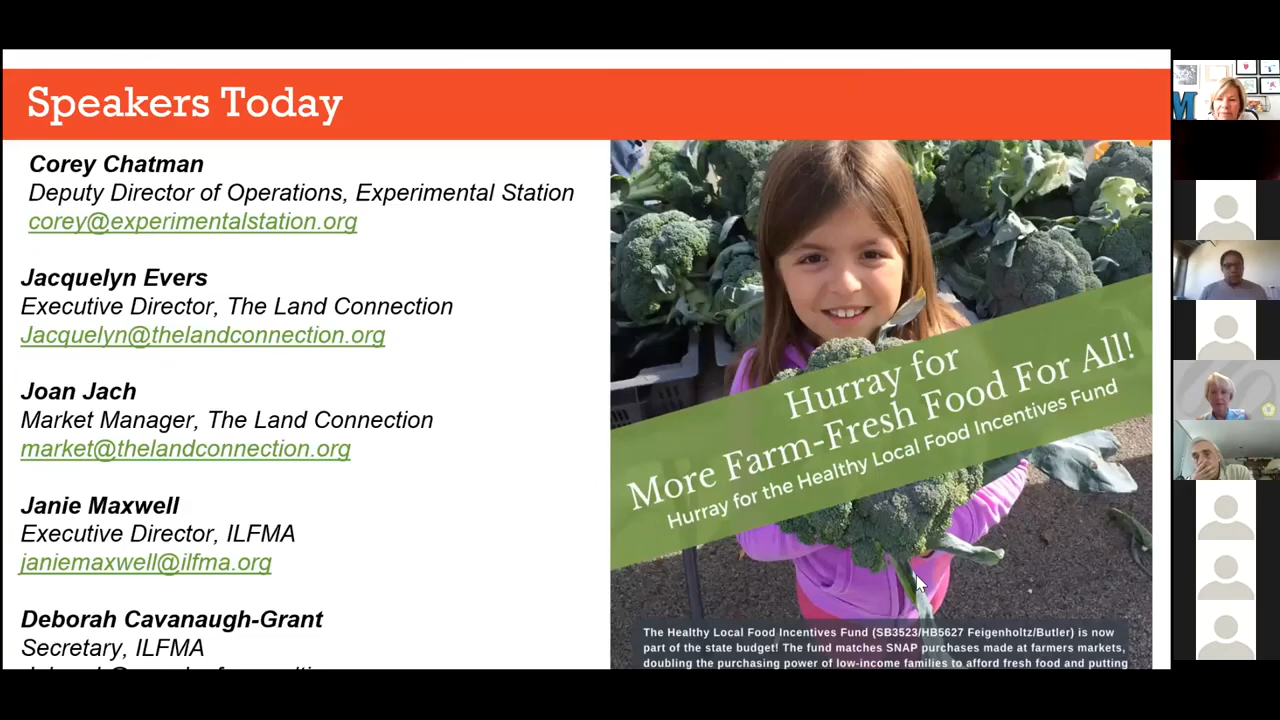 Speakers Today
Corey Chatman
Deputy Director of Operations, Experimental Station
corey@experimentalstation.org
Jacquelyn Evers
Executive Director, The Land Connection
Jacquelyn@thelandconnection.org
Joan Jach
Market Manager, The Land Connection
market@thelandconnection.org
Janie Maxwell
Executive Director, ILFMA
janiemaxwell@ilfma.org
Deborah Cavanaugh-Grant
Secretary, ILFMA
Hurray for
More Farm-Fresh Food For All!
Hurray for the Healthy Local Food Incentives Fund
The Healthy Local Food Incentives Fund (SB3523/HB5627 Feigenholtz/Butler) is now
part of the state budget! The fund matches SNAP purchases made at farmers markets,
doubling the purchasing power of low-income families to afford fresh food and putting
M